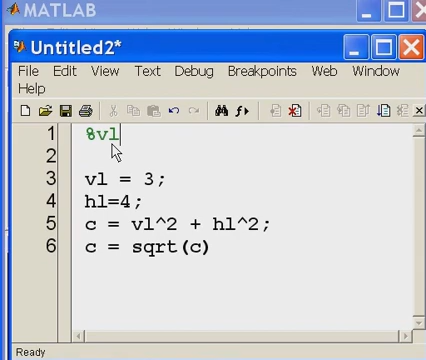 MATLAB
Untitled2*
File Edit View Text Debug Breakpoints Web Window
Help
1 %vl
2
3 vl = 3;
4 hl=4;
5 c = vl^2 + hl^2;
6 c = sqrt(c)
Ready